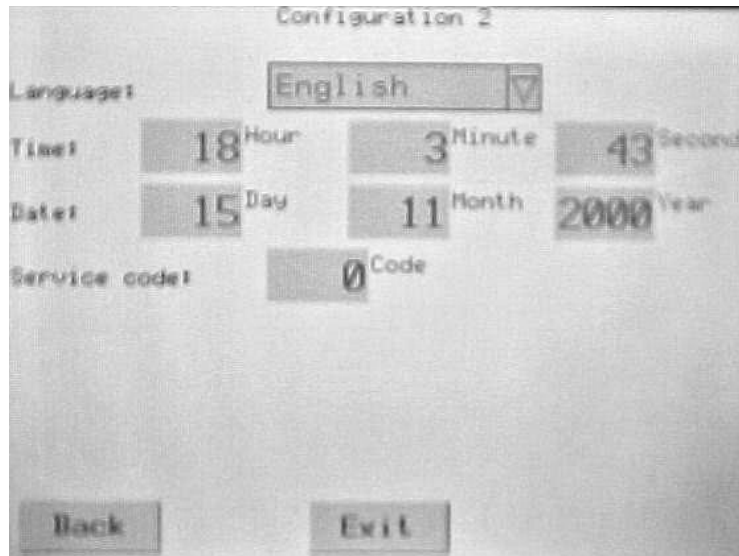 Configuration 2
Language: English
Time: 18 Hour 3 Minute 43 Second
Date: 15 Day 11 Month 2000 Year
Service code: 0 Code
Back Exit